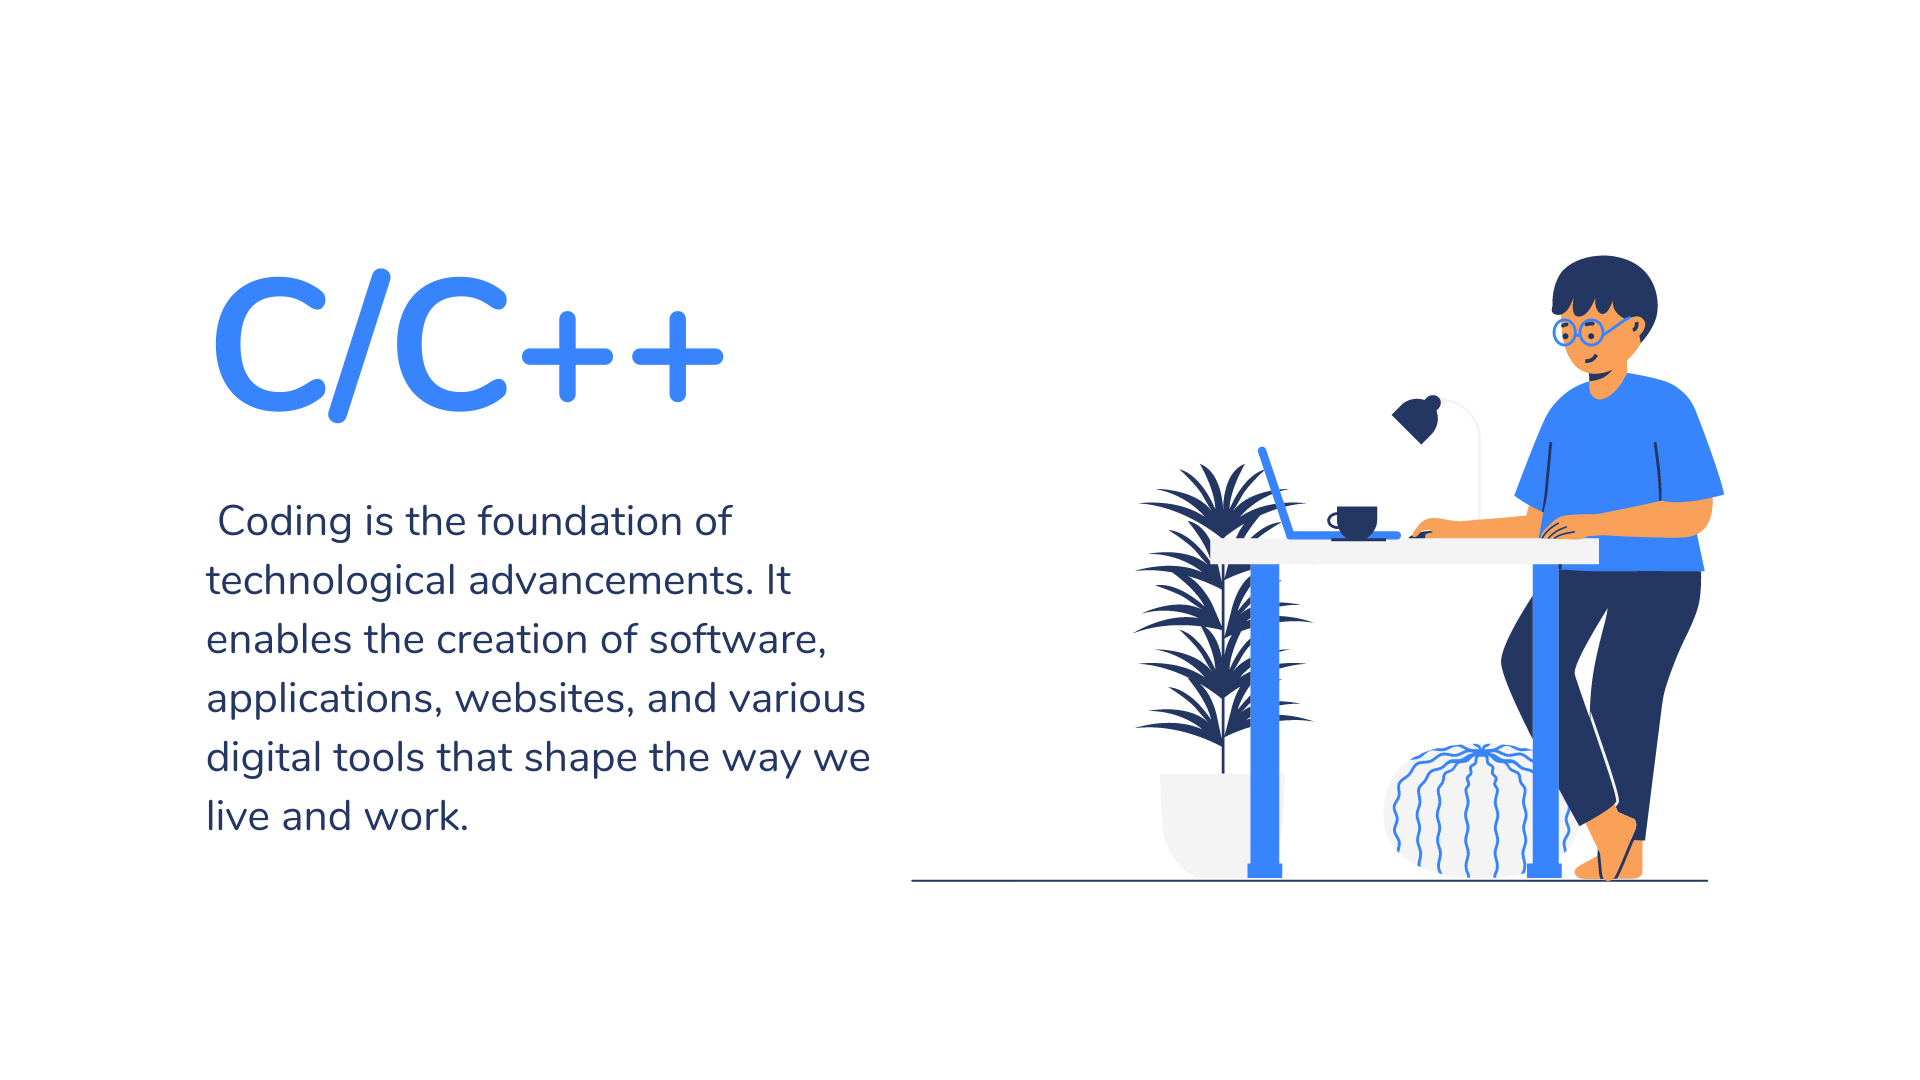 C/C++
Coding is the foundation of
technological advancements. It
enables the creation of software,
applications, websites, and various
digital tools that shape the way we
live and work.